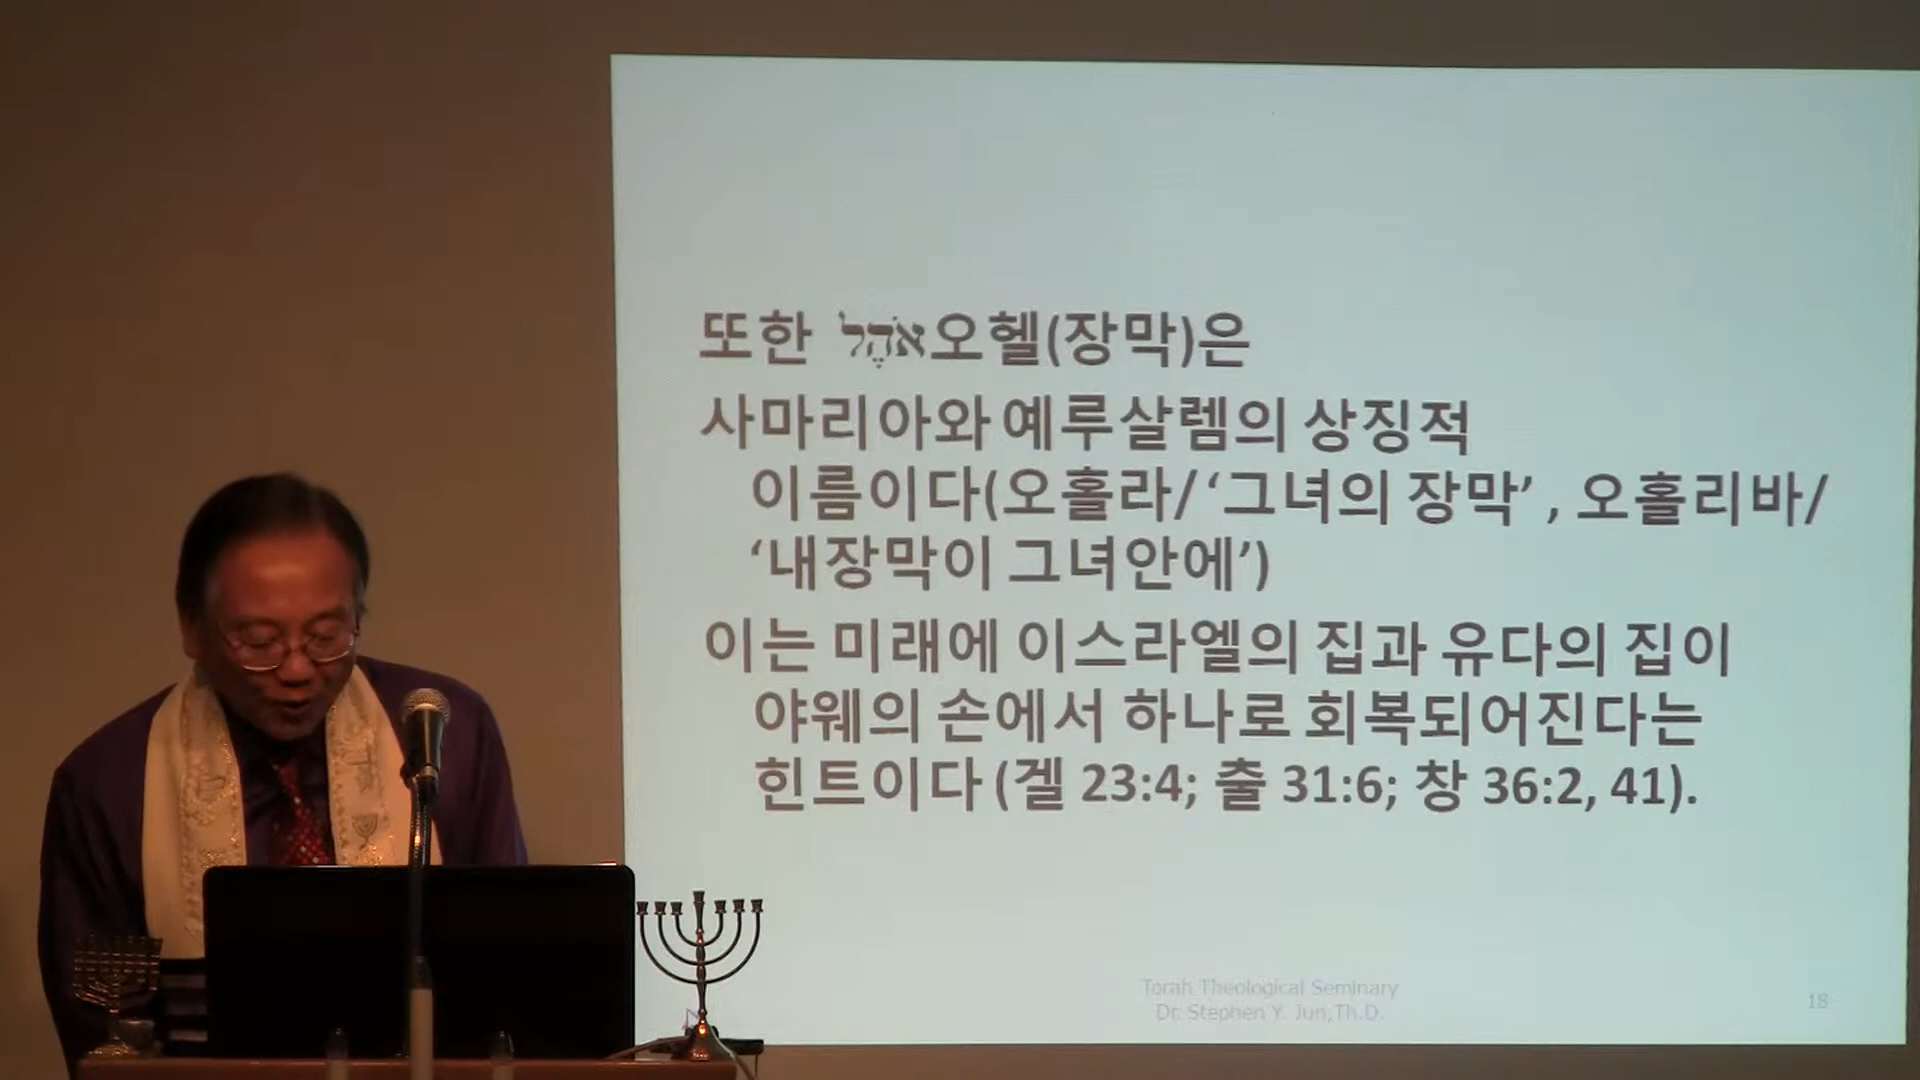 또한 אֹהֶל오헬(장막)은
사마리아와 예루살렘의 상징적
이름이다(오홀라/ ‘그녀의 장막’ , 오홀리바/
‘내장막이 그녀안에’)
이는 미래에 이스라엘의 집과 유다의 집이
야웨의 손에서 하나로 회복되어진다는
힌트이다 (겔 23:4; 출 31:6; 창 36:2, 41).
Torah Theological Seminary
Dr. Stephen Y. Jun,Th.D.
18